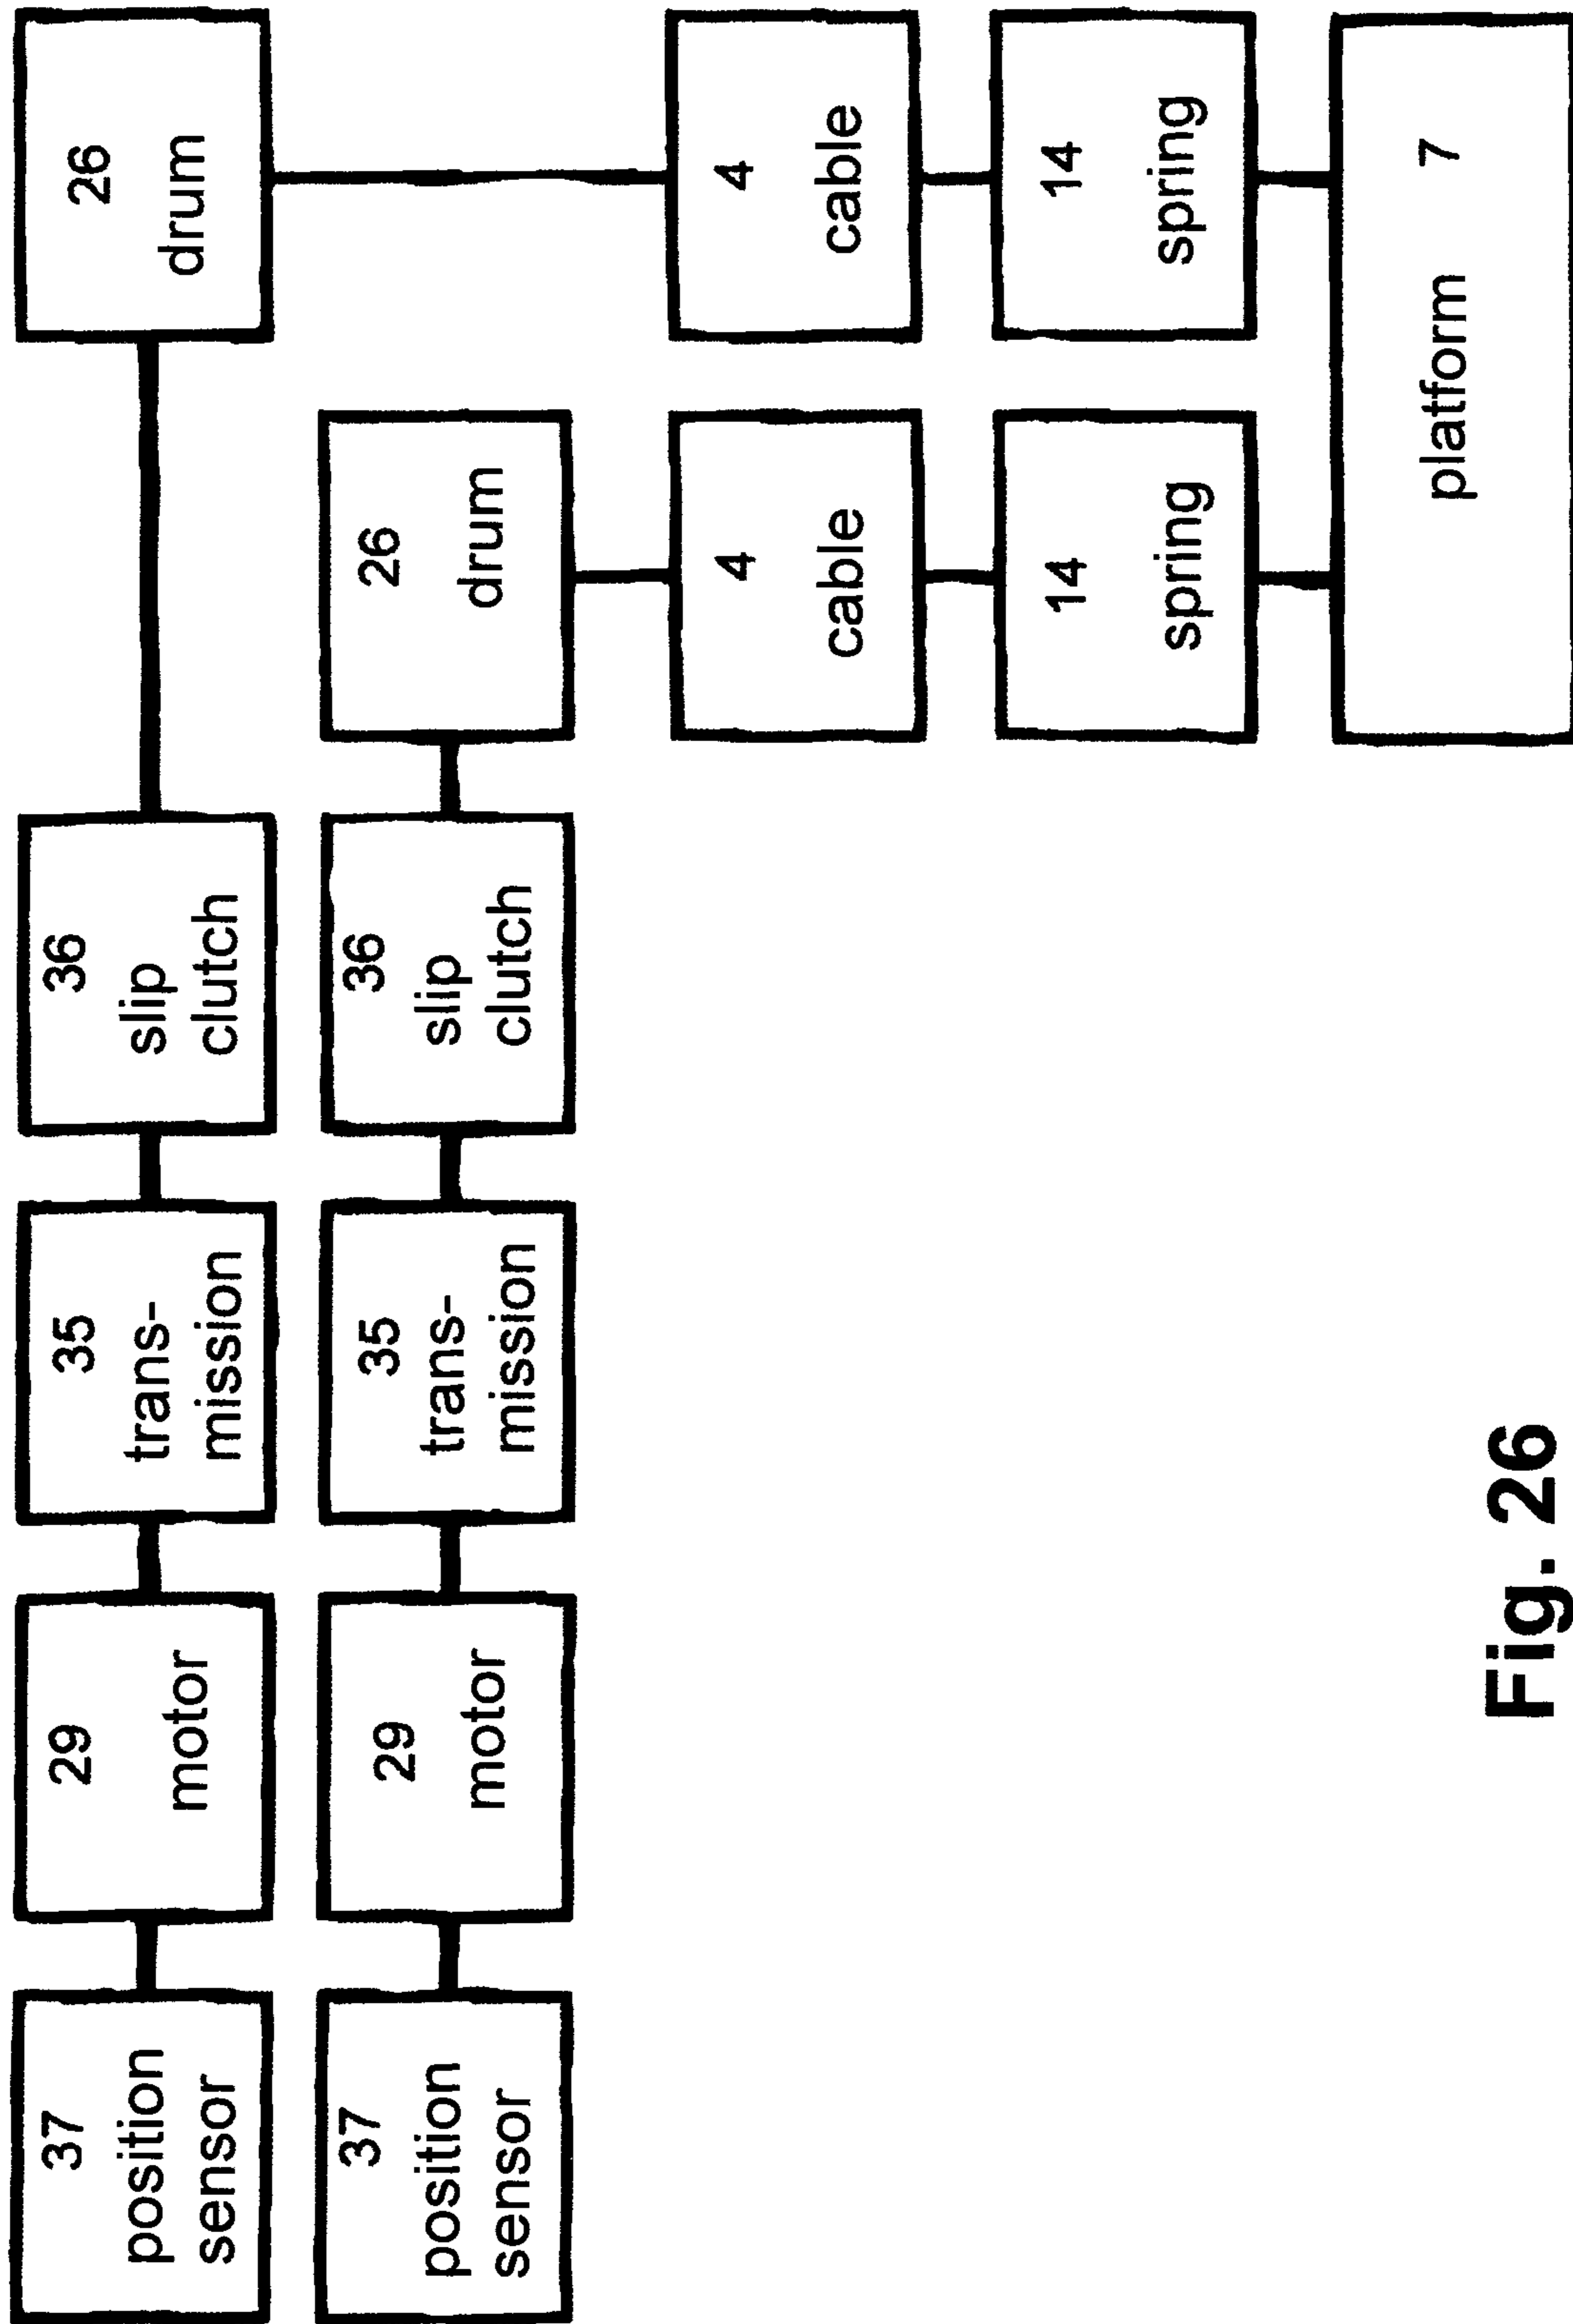 37
position
sensor
29
motor
35
trans-
mission
36
slip
clutch
26
drum
37
position
sensor
29
motor
35
trans-
mission
36
slip
clutch
26
drum
4
cable
4
cable
14
spring
14
spring
platform 7
Fig. 26